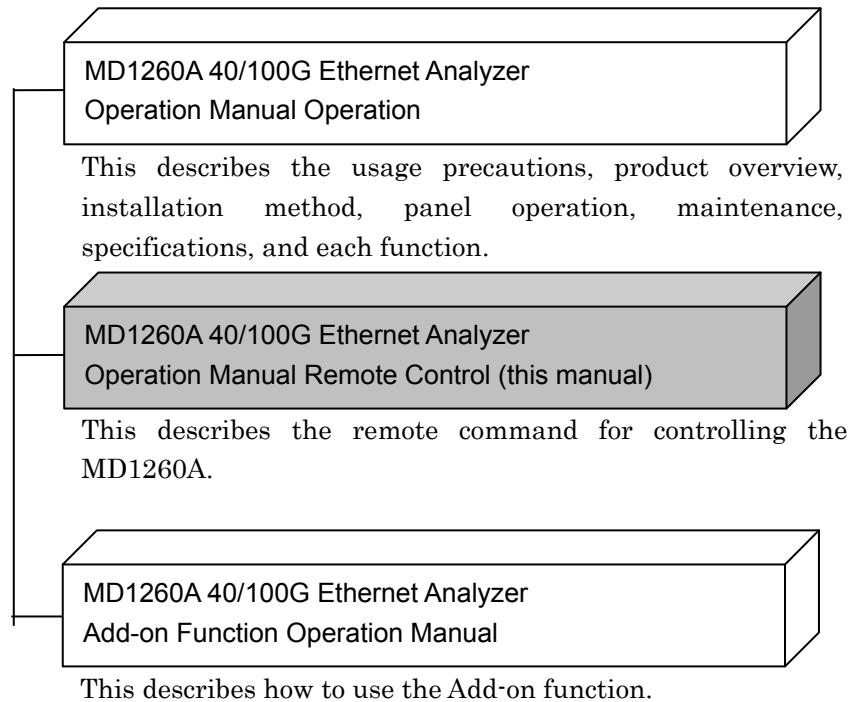 MD1260A 40/100G Ethernet Analyzer
Operation Manual Operation
This describes the usage precautions, product overview,
installation method, panel operation, maintenance,
specifications, and each function.
MD1260A 40/100G Ethernet Analyzer
Operation Manual Remote Control (this manual)
This describes the remote command for controlling the
MD1260A.
MD1260A 40/100G Ethernet Analyzer
Add-on Function Operation Manual
This describes how to use the Add-on function.